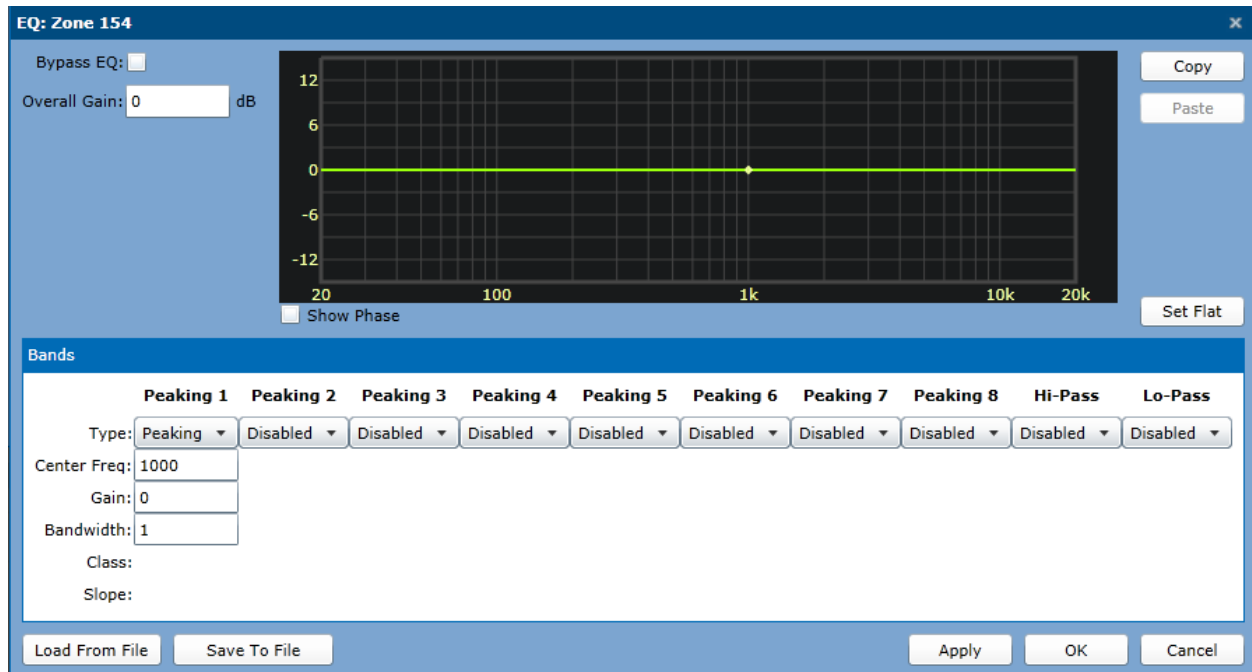 EQ: Zone 154 ×
Bypass EQ:
Overall Gain: 0 dB
12
6
0
-6
-12
20 100 1k 10k 20k
Show Phase
Copy
Paste
Set Flat
Bands
Peaking 1 Peaking 2 Peaking 3 Peaking 4 Peaking 5 Peaking 6 Peaking 7 Peaking 8 Hi-Pass Lo-Pass
Type: Peaking Disabled Disabled Disabled Disabled Disabled Disabled Disabled Disabled Disabled
Center Freq: 1000
Gain: 0
Bandwidth: 1
Class:
Slope:
Load From File Save To File Apply OK Cancel